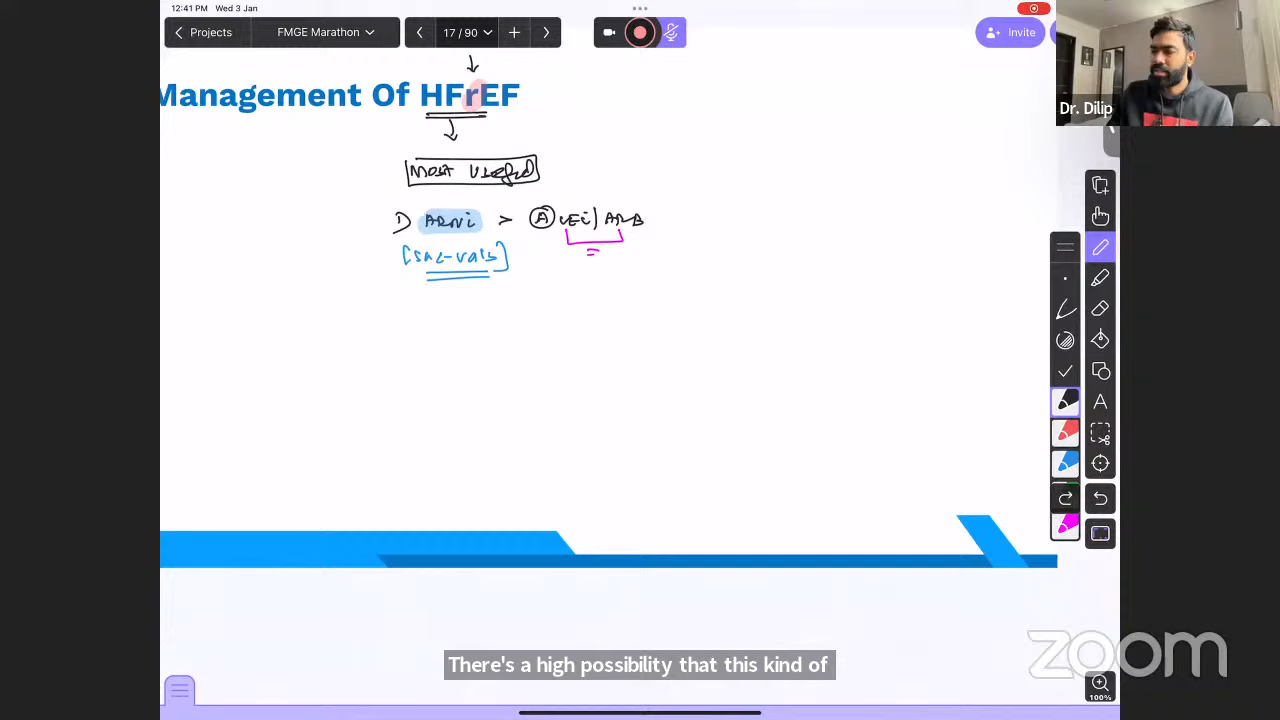 12:41 PM Wed 3 Jan
Projects
FMGE Marathon
17 / 90
Invite
Dr. Dilip
Management Of HFrEF
Most Useful
1) ARNi > ACEi | ARB
=
[Sac-vals]
There's a high possibility that this kind of
zoom
100%